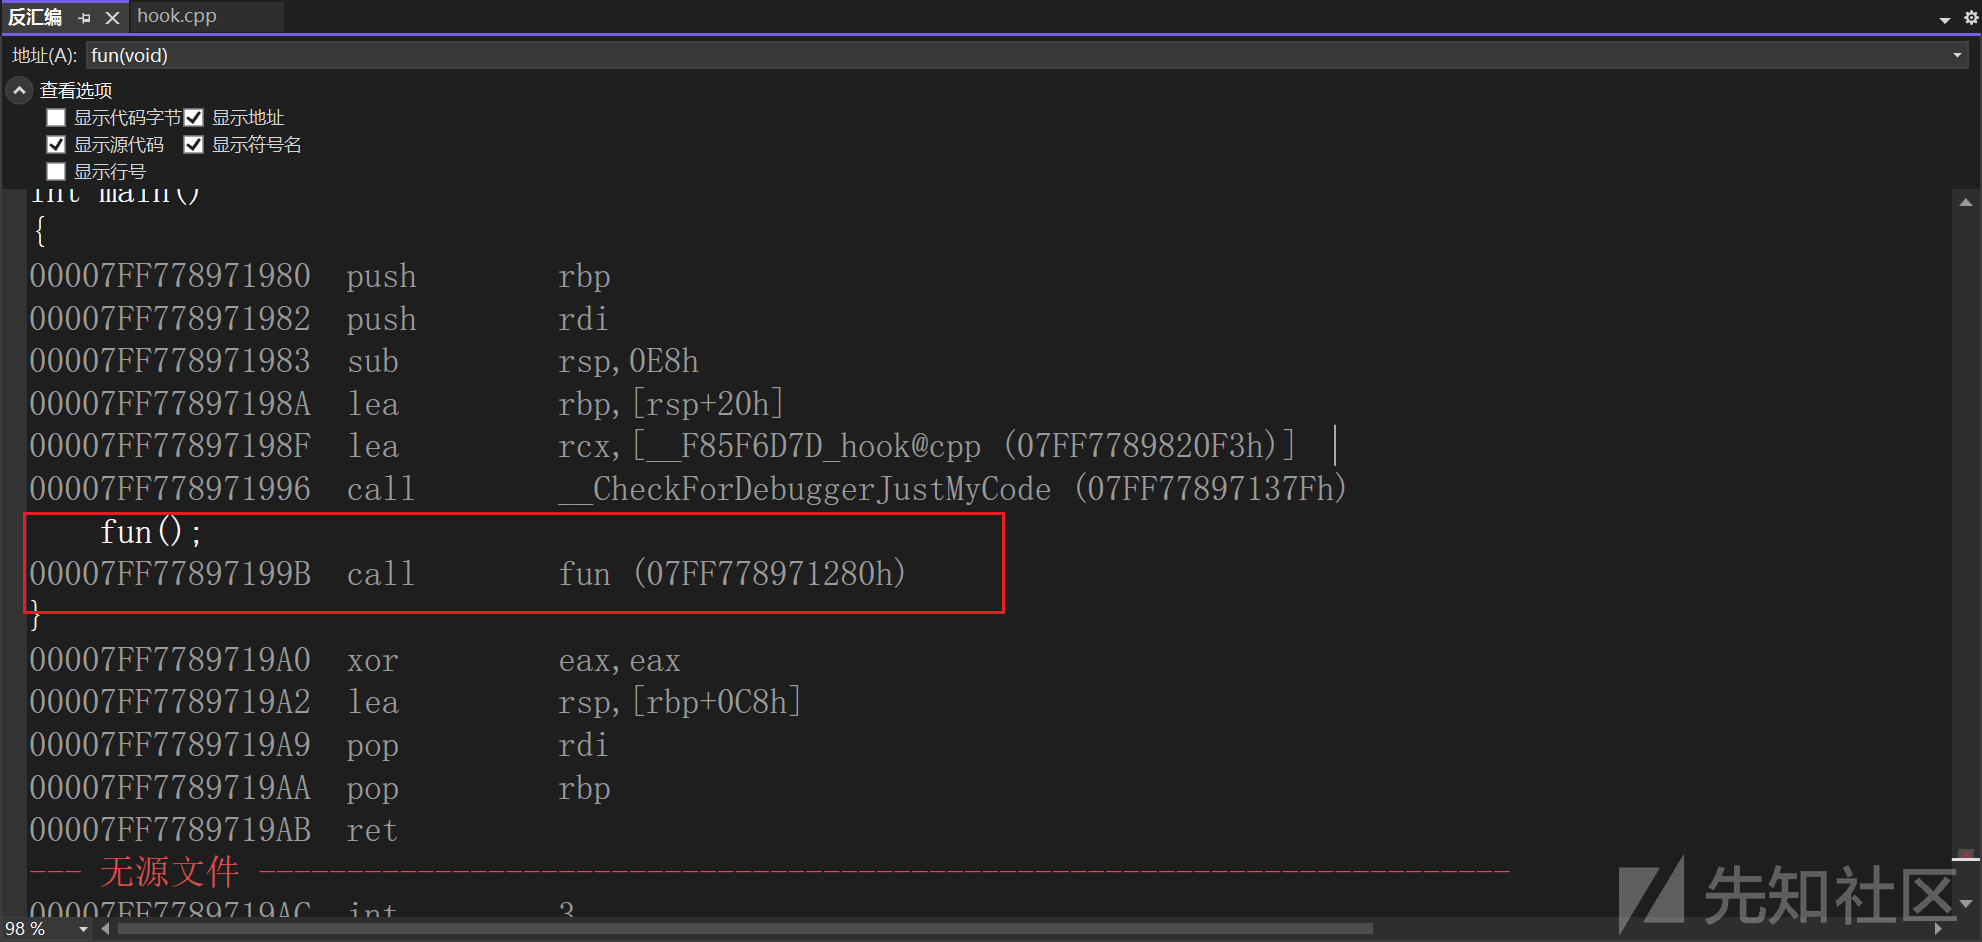 反汇编 hook.cpp
地址(A): fun(void)
查看选项
显示代码字节 显示地址
显示源代码 显示符号名
显示行号
int main()
{
00007FF778971980 push rbp
00007FF778971982 push rdi
00007FF778971983 sub rsp,0E8h
00007FF77897198A lea rbp,[rsp+20h]
00007FF77897198F lea rcx,[__F85F6D7D_hook@cpp (07FF7789820F3h)]
00007FF778971996 call __CheckForDebuggerJustMyCode (07FF77897137Fh)
fun();
00007FF77897199B call fun (07FF778971280h)
}
00007FF7789719A0 xor eax,eax
00007FF7789719A2 lea rsp,[rbp+0C8h]
00007FF7789719A9 pop rdi
00007FF7789719AA pop rbp
00007FF7789719AB ret
--- 无源文件 -----------------------------------------------------------------------
00007FF7789719AC int 3
先知社区
98 %